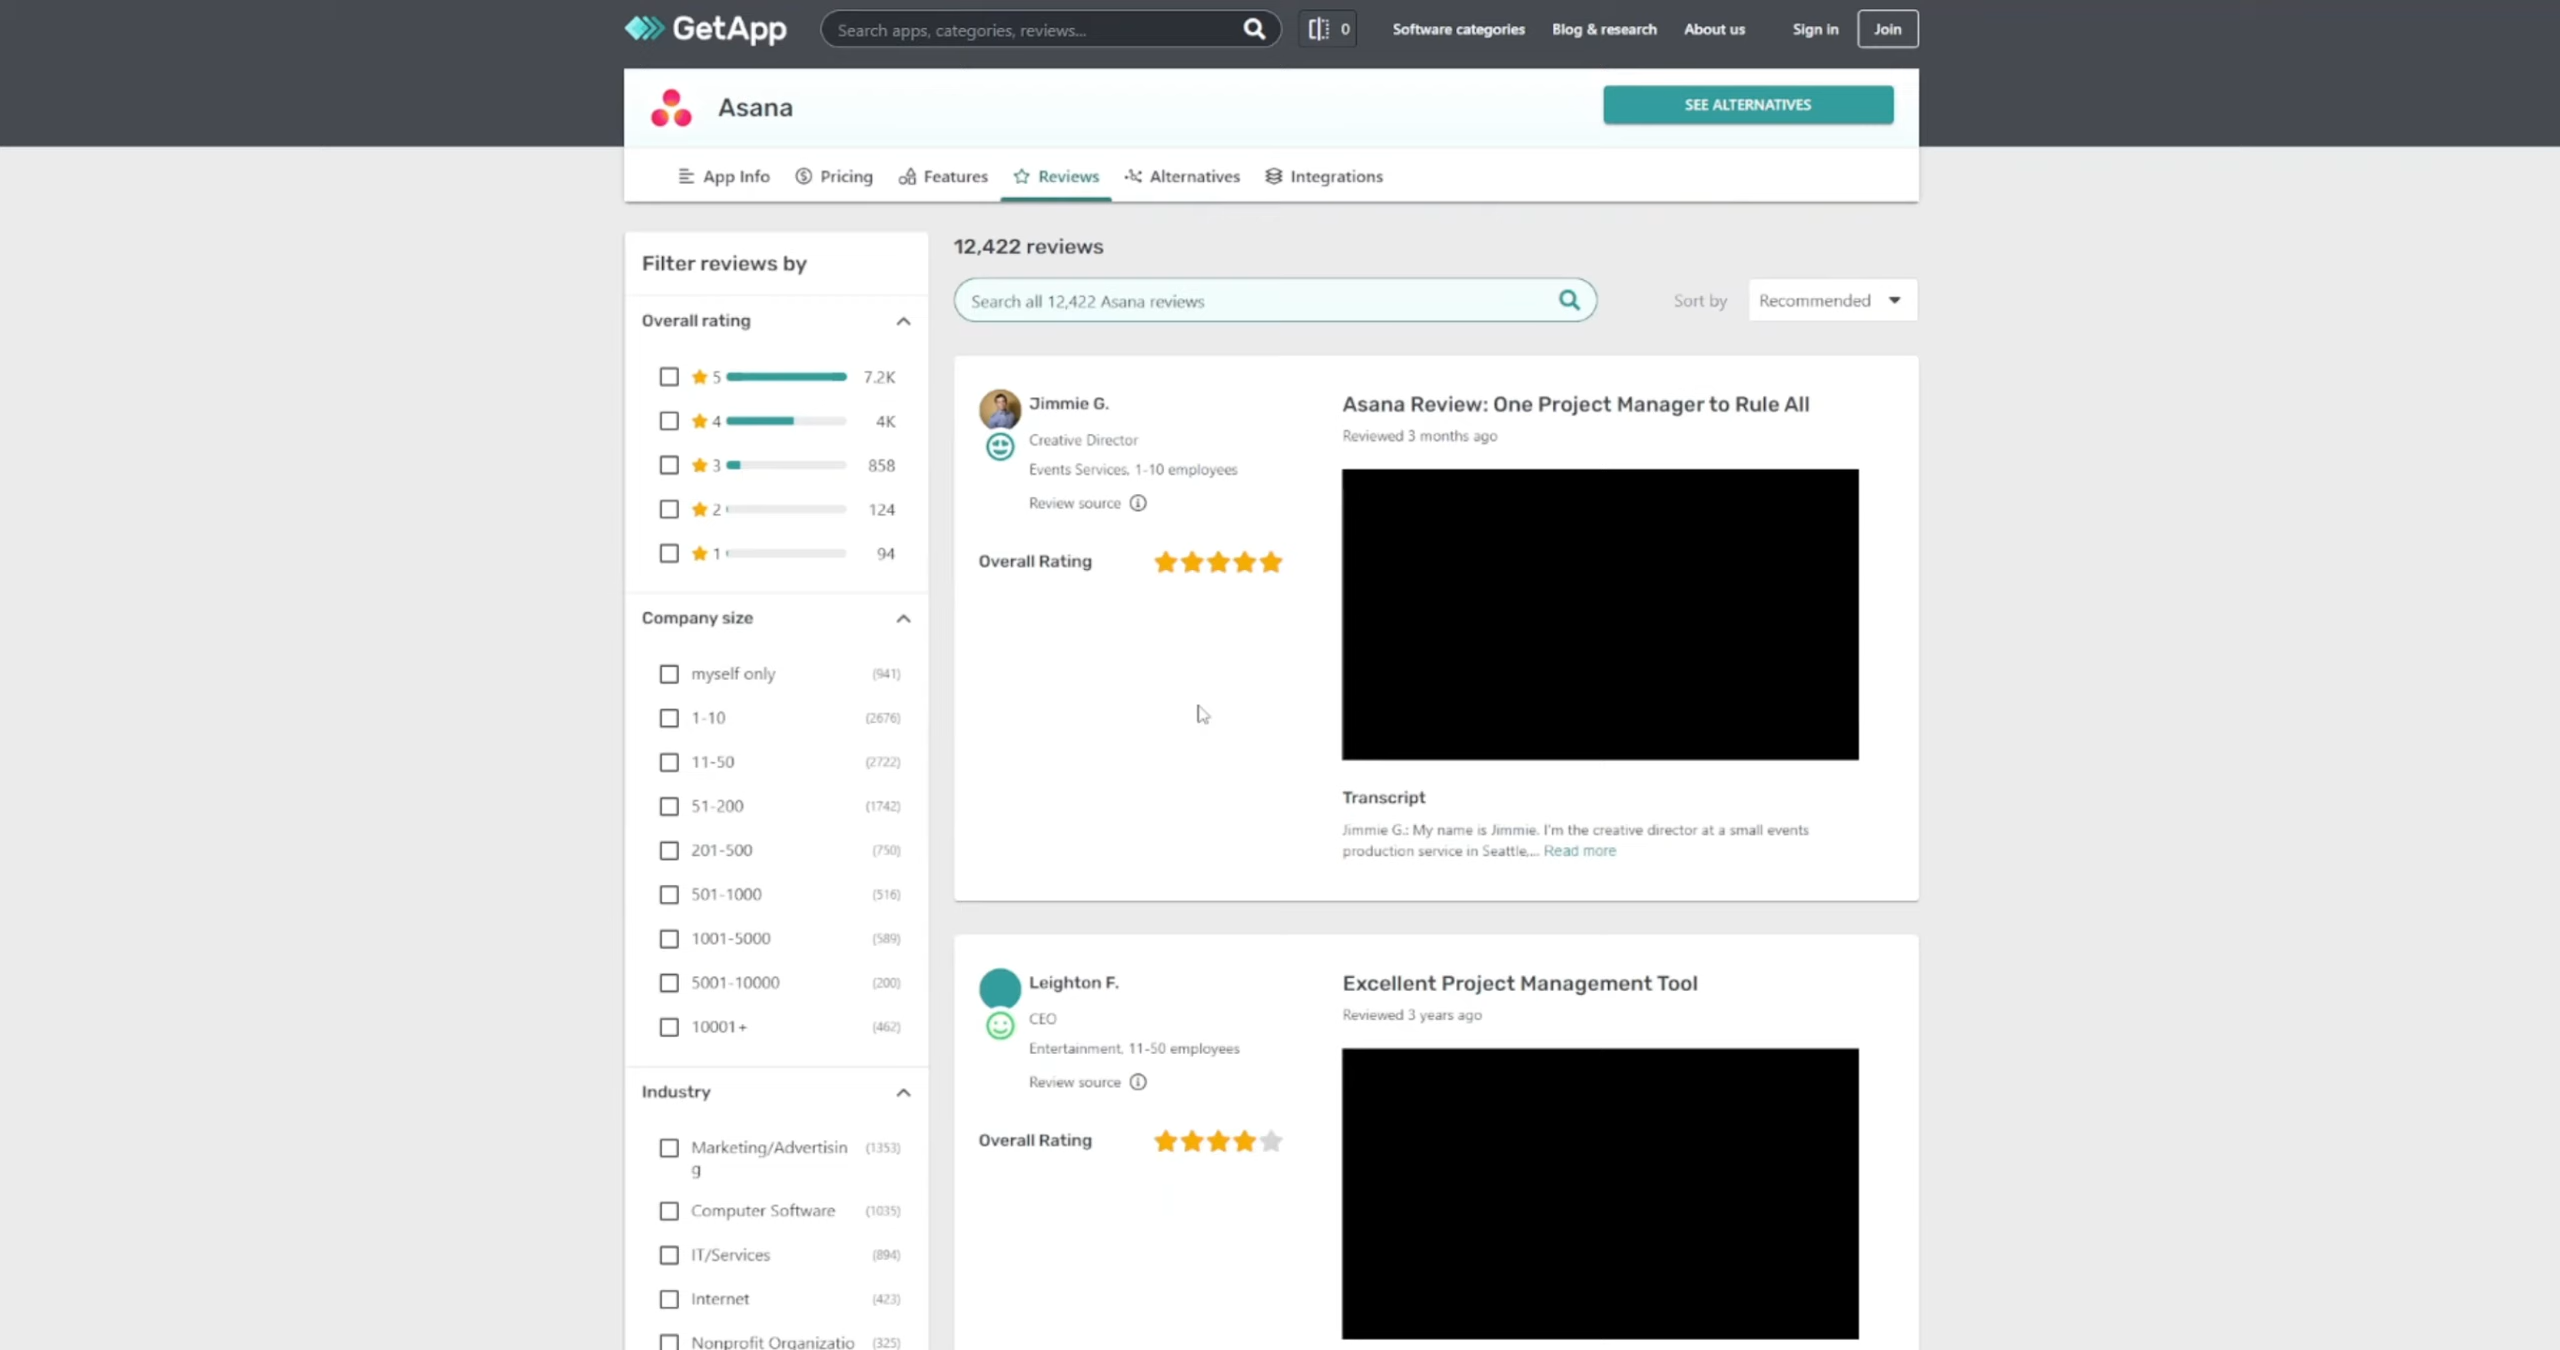 GetApp
Search apps, categories, reviews...
0
Software categories
Blog & research
About us
Sign in
Join
Asana
SEE ALTERNATIVES
App Info
Pricing
Features
Reviews
Alternatives
Integrations
Filter reviews by
Overall rating
5 7.2K
4 4K
3 858
2 124
1 94
Company size
myself only (941)
1-10 (2676)
11-50 (2722)
51-200 (1742)
201-500 (750)
501-1000 (516)
1001-5000 (589)
5001-10000 (200)
10001+ (462)
Industry
Marketing/Advertisin (1353)
g
Computer Software (1035)
IT/Services (894)
Internet (423)
Nonprofit Organizatio (325)
12,422 reviews
Search all 12,422 Asana reviews
Sort by
Recommended
Jimmie G.
Creative Director
Events Services, 1-10 employees
Review source
Overall Rating
Asana Review: One Project Manager to Rule All
Reviewed 3 months ago
Transcript
Jimmie G.: My name is Jimmie. I'm the creative director at a small events
production service in Seattle,... Read more
Leighton F.
CEO
Entertainment, 11-50 employees
Review source
Overall Rating
Excellent Project Management Tool
Reviewed 3 years ago